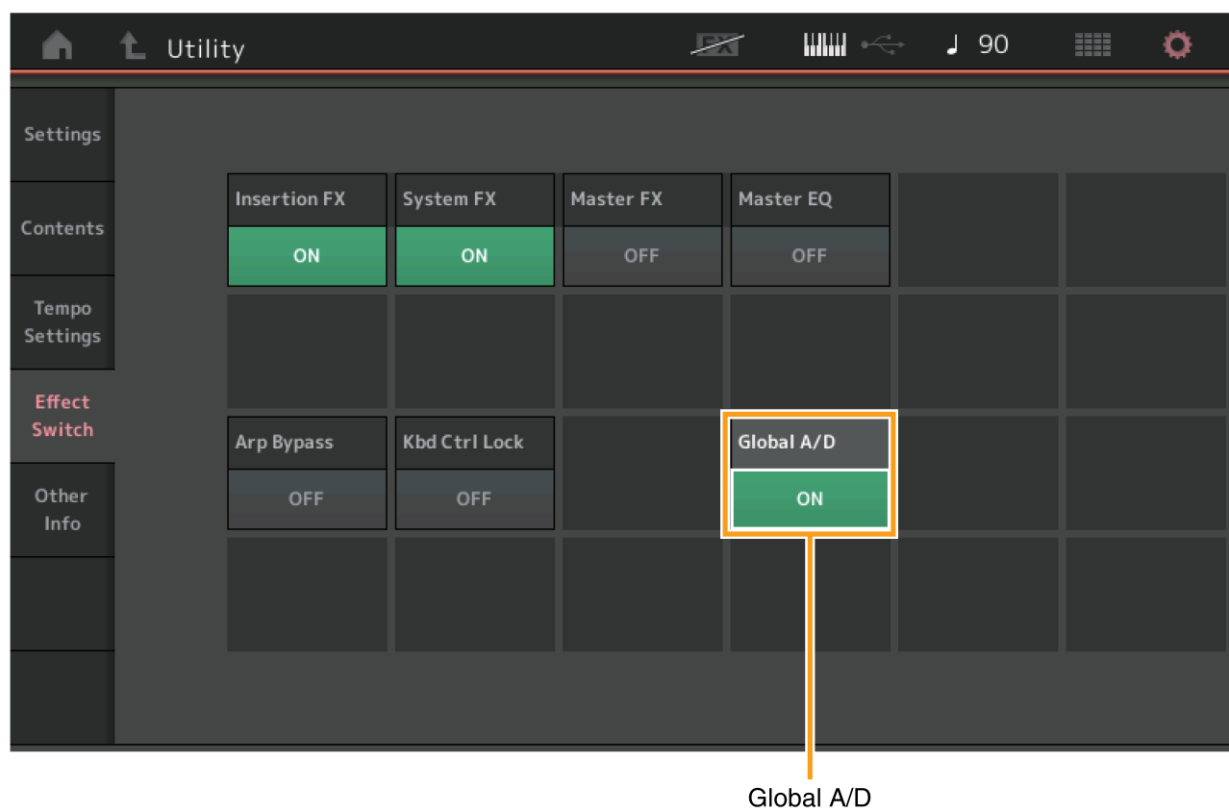 Utility
FX
90
Settings
Contents
Tempo
Settings
Effect
Switch
Other
Info
Insertion FX
ON
System FX
ON
Master FX
OFF
Master EQ
OFF
Arp Bypass
OFF
Kbd Ctrl Lock
OFF
Global A/D
ON
Global A/D